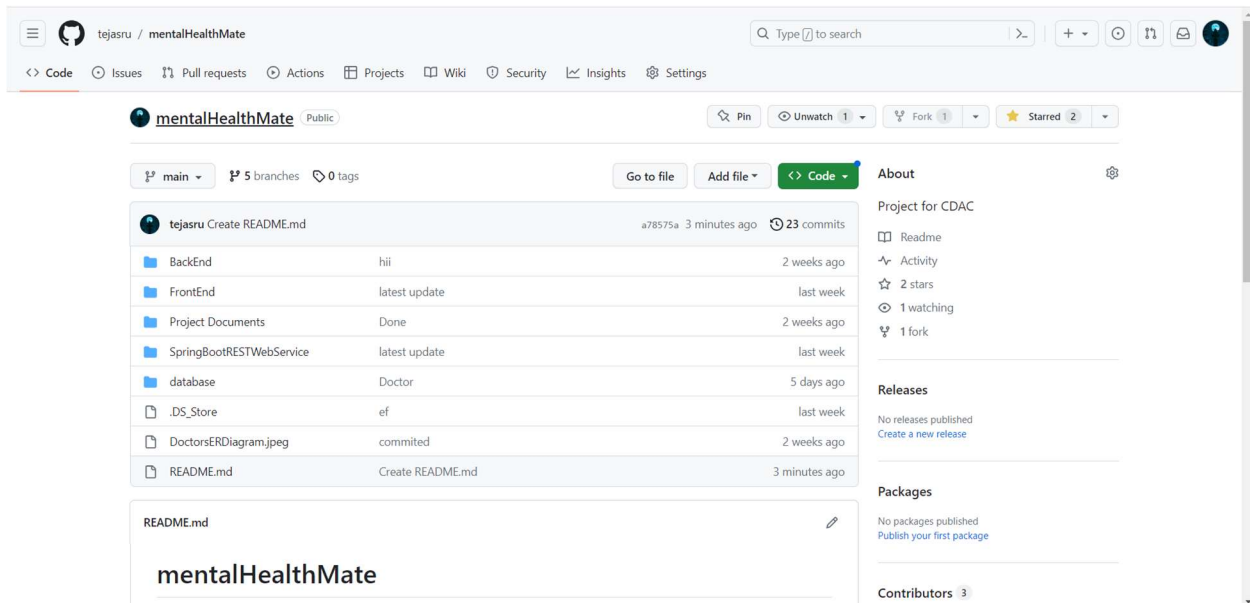 tejasru / mentalHealthMate
Type / to search
Code Issues Pull requests Actions Projects Wiki Security Insights Settings
mentalHealthMate Public
Pin Unwatch 1 Fork 1 Starred 2
main 5 branches 0 tags
Go to file Add file Code
tejasru Create README.md a78575a 3 minutes ago 23 commits
BackEnd hii 2 weeks ago
FrontEnd latest update last week
Project Documents Done 2 weeks ago
SpringBootRESTWebService latest update last week
database Doctor 5 days ago
.DS_Store ef last week
DoctorsERDiagram.jpeg commited 2 weeks ago
README.md Create README.md 3 minutes ago
README.md
mentalHealthMate
About
Project for CDAC
Readme
Activity
2 stars
1 watching
1 fork
Releases
No releases published
Create a new release
Packages
No packages published
Publish your first package
Contributors 3